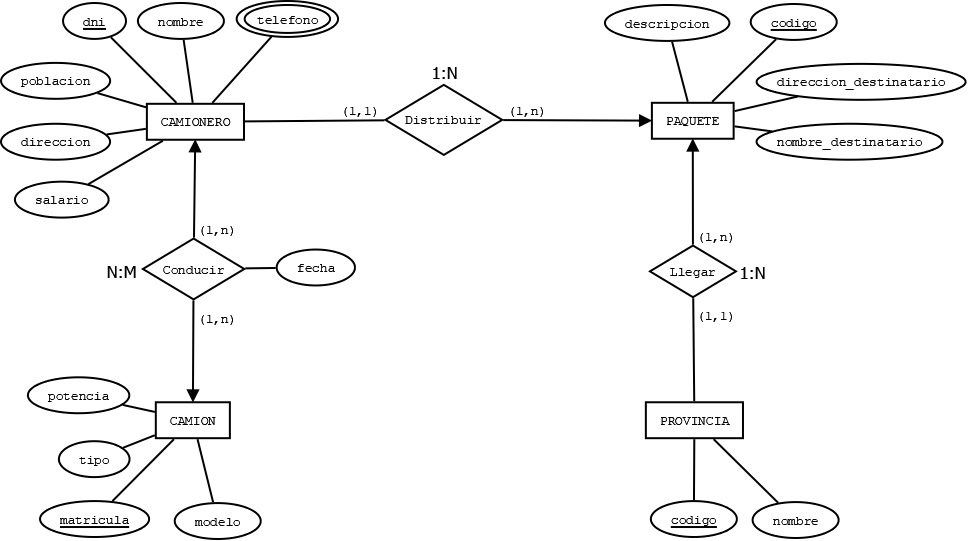 dni
nombre
telefono
descripcion
codigo
poblacion
1:N
direccion_destinatario
CAMIONERO
(1,1)
Distribuir
(1,n)
PAQUETE
direccion
nombre_destinatario
salario
(1,n)
(1,n)
N:M
Conducir
fecha
Llegar
1:N
(1,n)
(1,1)
potencia
CAMION
PROVINCIA
tipo
matricula
modelo
codigo
nombre